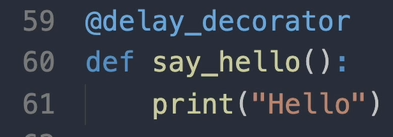 59 @delay_decorator
60 def say_hello():
61     print("Hello")